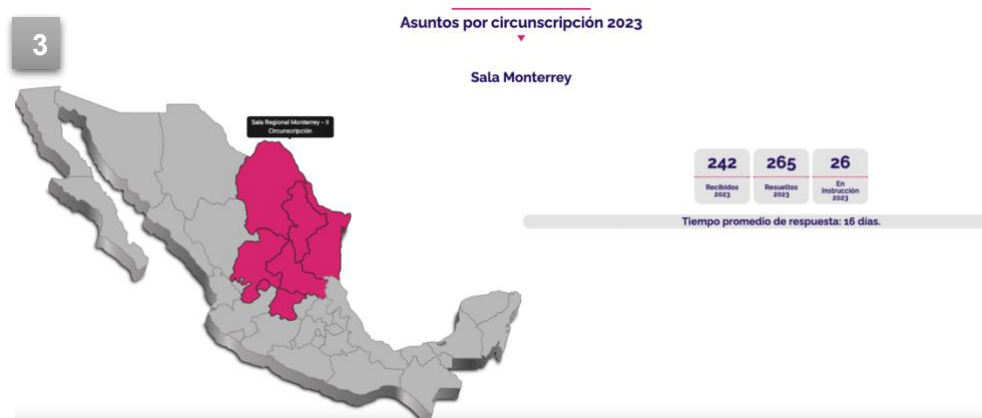 Asuntos por circunscripción 2023
3
Sala Monterrey
Sala Regional Monterrey - II
Circunscripción
242
265
26
Recibidos
2023
Resueltos
2023
En
Instrucción
2023
Tiempo promedio de respuesta: 16 días.